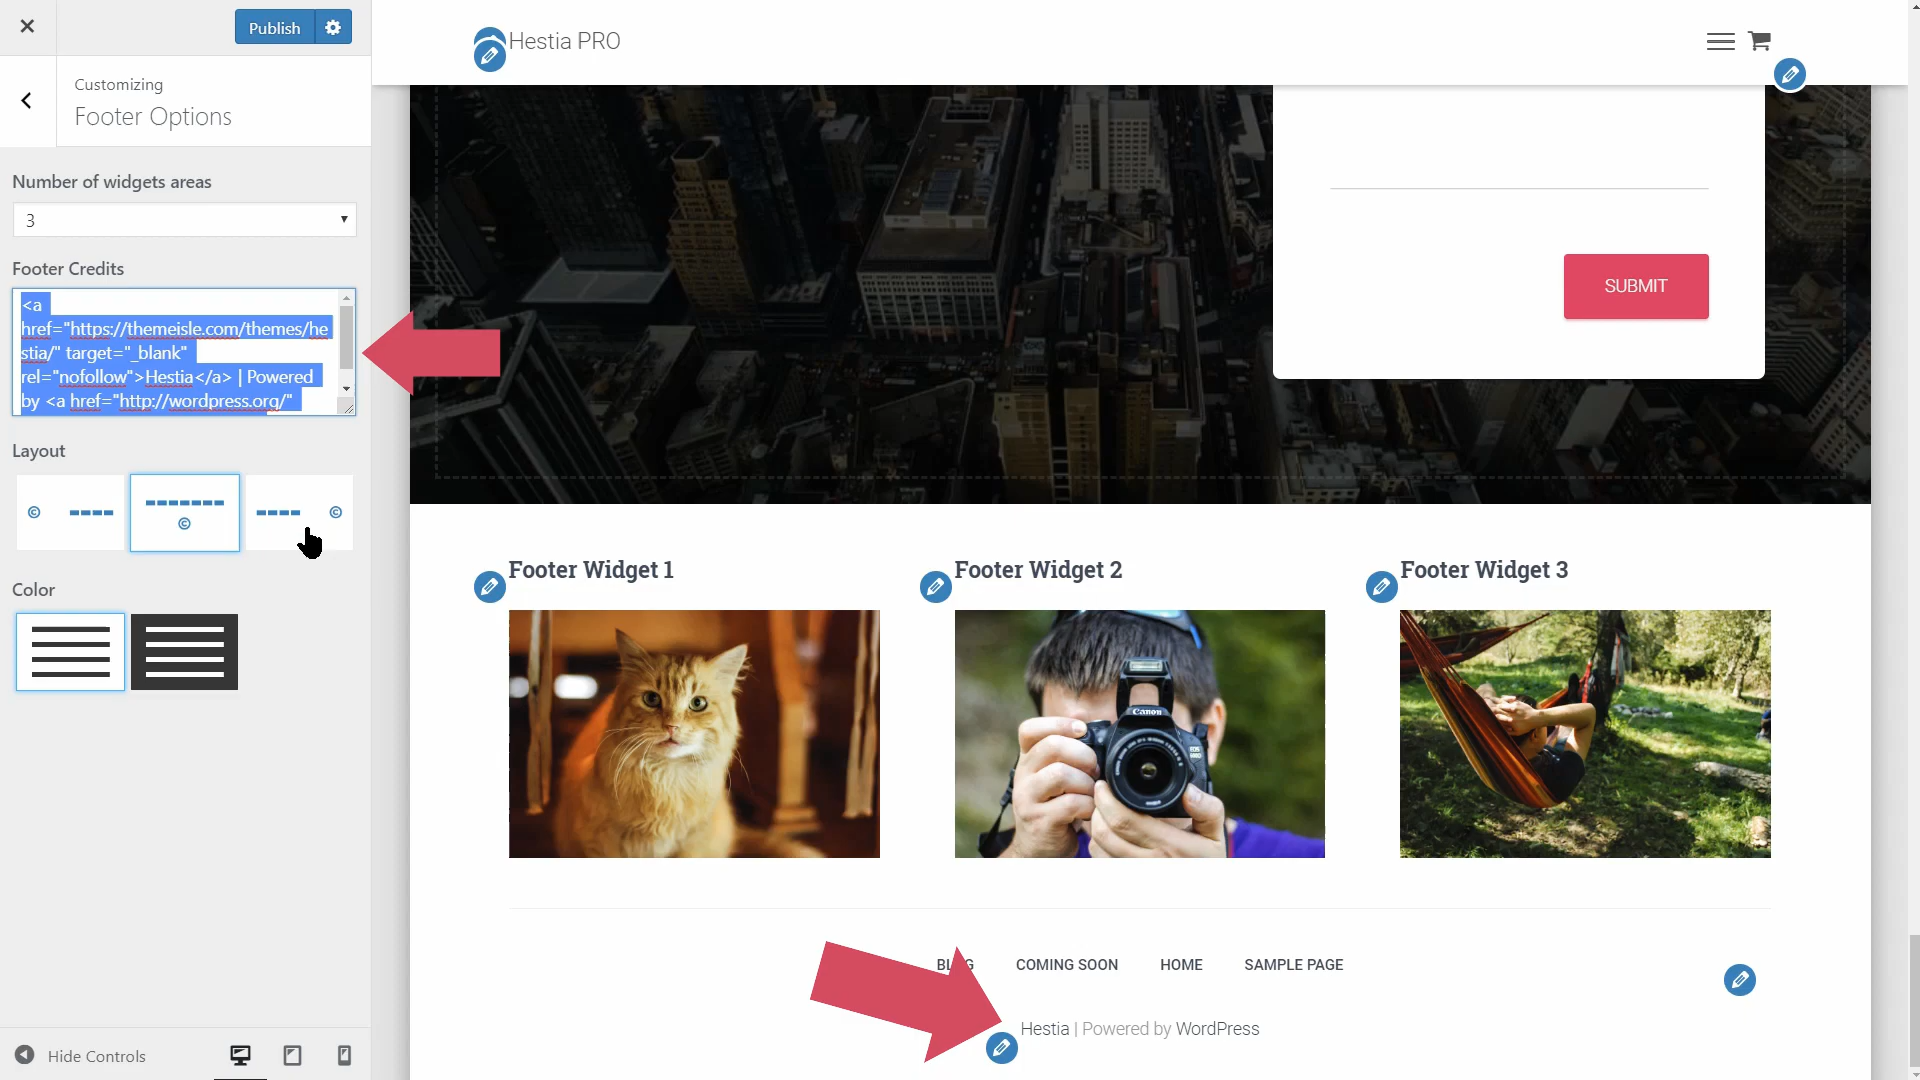 Publish
Customizing
Footer Options
Number of widgets areas
3
Footer Credits
<a
href="https://themeisle.com/themes/he
stia/" target="_blank"
rel="nofollow">Hestia</a> | Powered
by <a href="http://wordpress.org/"
Layout
©
©
©
Color
Hide Controls
Hestia PRO
SUBMIT
Footer Widget 1
Footer Widget 2
Footer Widget 3
Canon
BLOG COMING SOON HOME SAMPLE PAGE
Hestia | Powered by WordPress